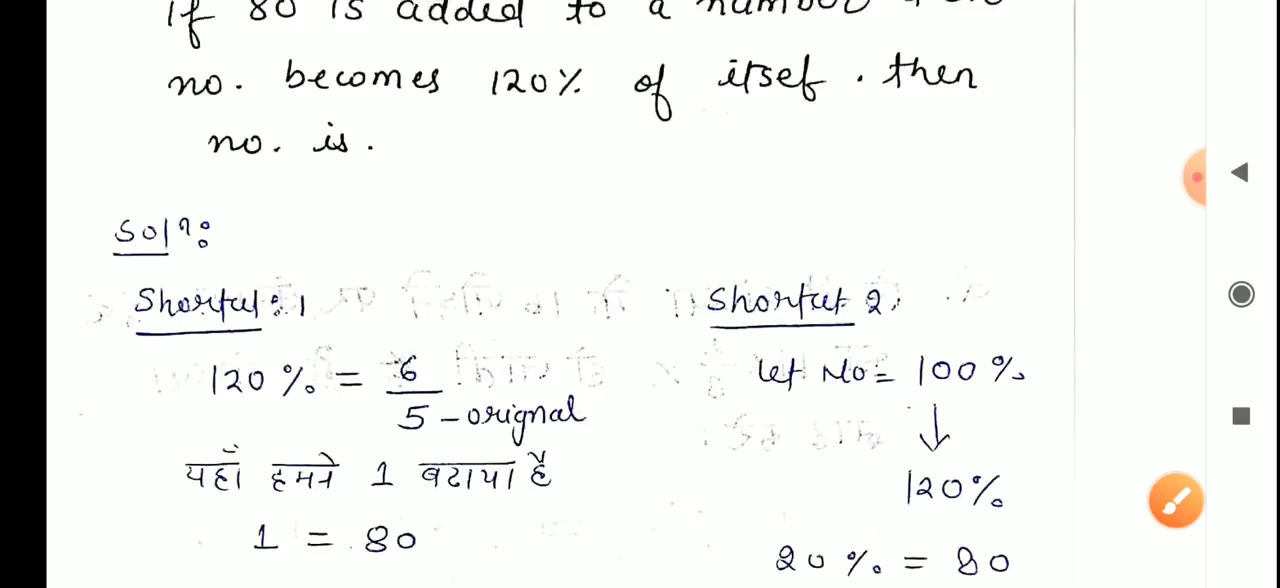 If 80 is added to a number
no. becomes 120% of itsef. then
no. is.
Solⁿ:
Shortcut : 1
120% = 6/5 - orignal
यहाँ हमने 1 बढाया हैं
1 = 80
Shortcut 2,
let No = 100%
↓
120%
20% = 80